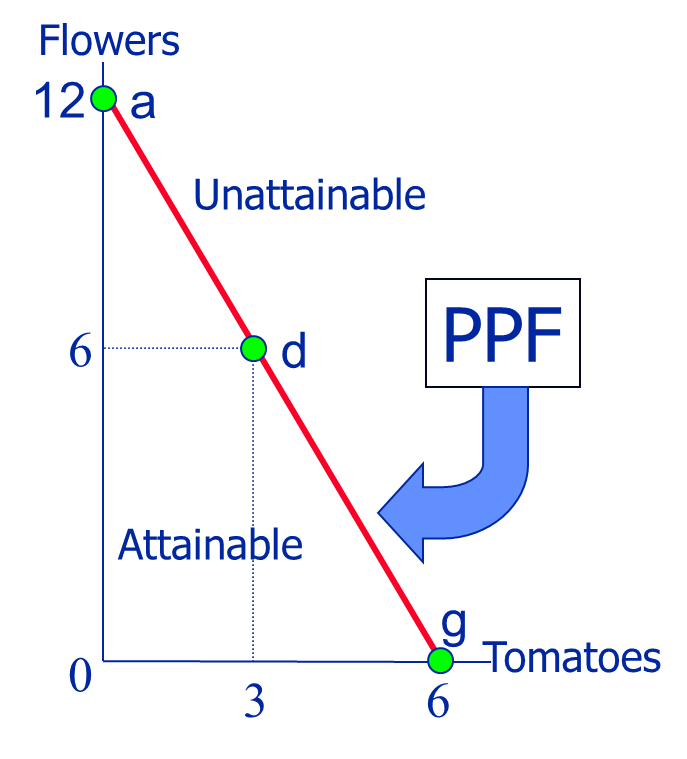 Flowers
12 a
Unattainable
PPF
6 d
Attainable
g
0 Tomatoes
3 6